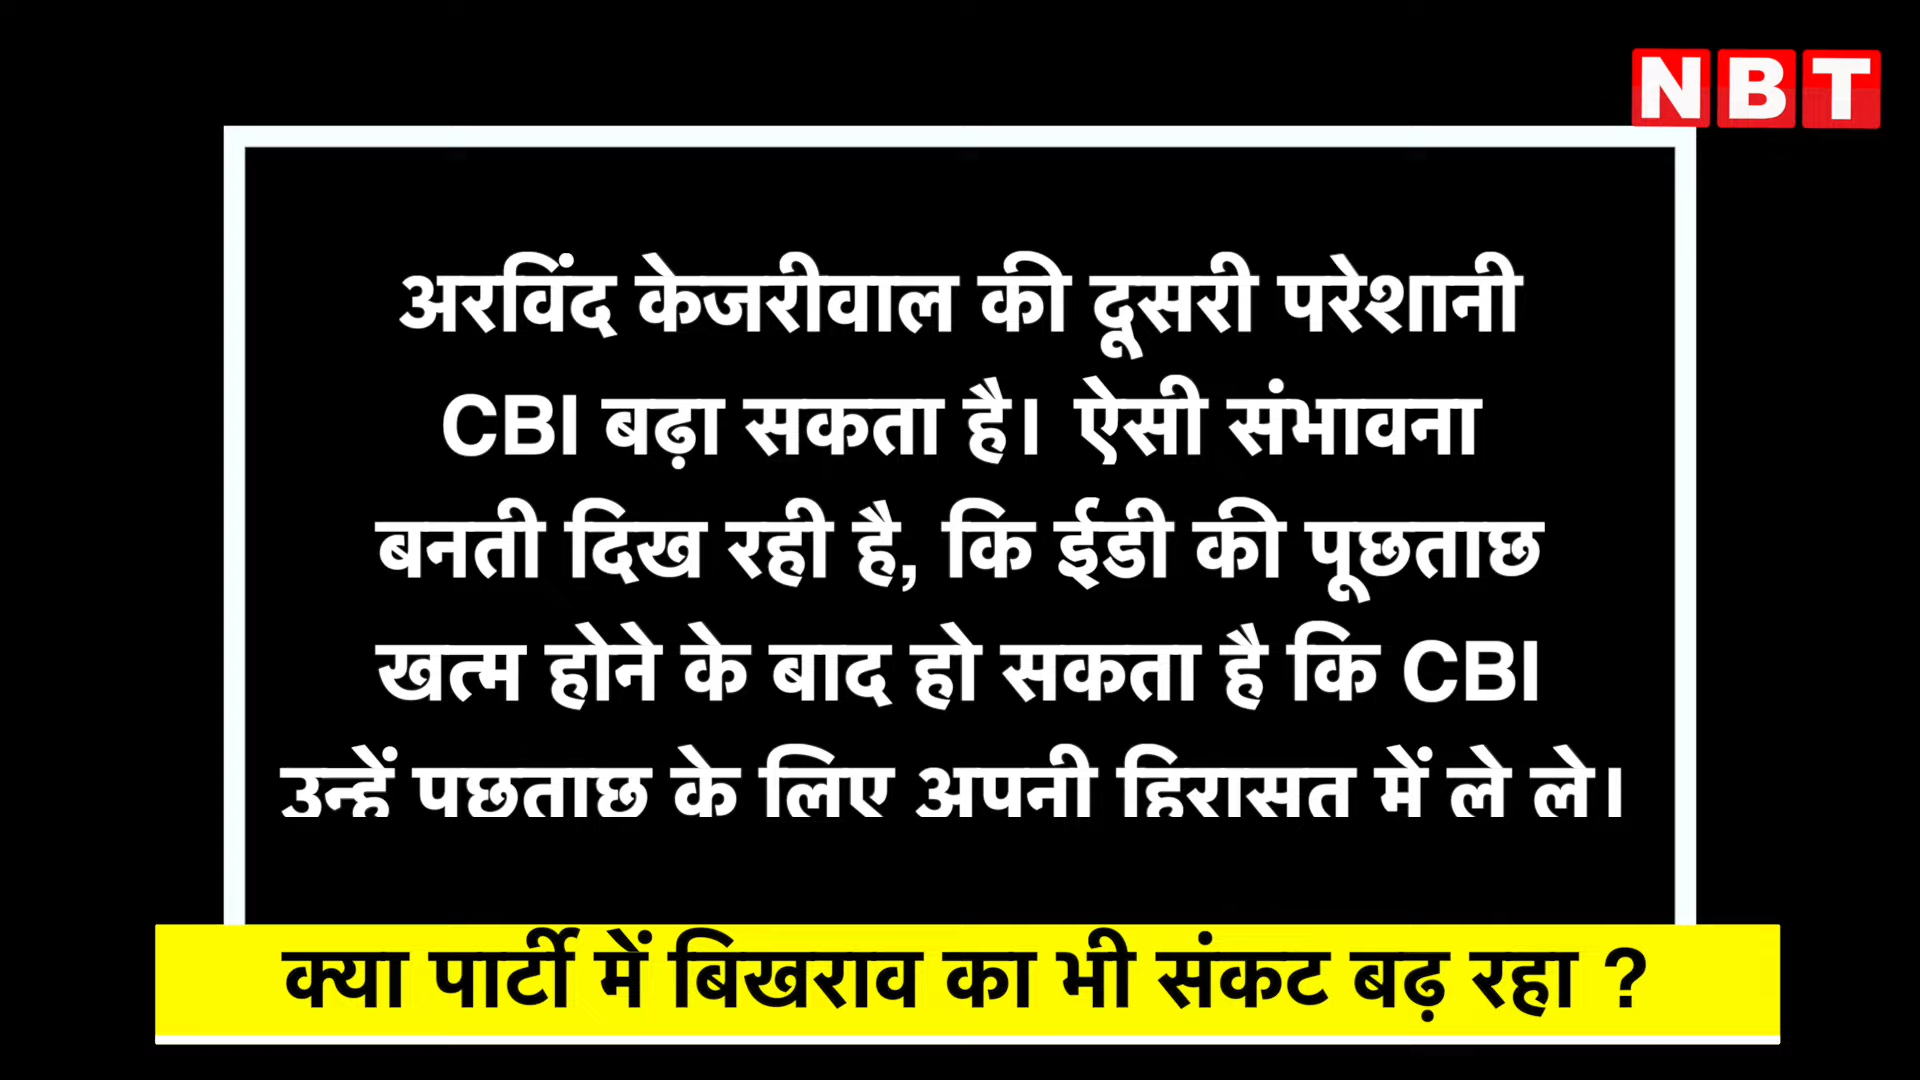 NBT
अरविंद केजरीवाल की दूसरी परेशानी
CBI बढ़ा सकता है। ऐसी संभावना
बनती दिख रही है, कि ईडी की पूछताछ
खत्म होने के बाद हो सकता है कि CBI
उन्हें पूछताछ के लिए अपनी हिरासत में ले ले।
क्या पार्टी में बिखराव का भी संकट बढ़ रहा ?